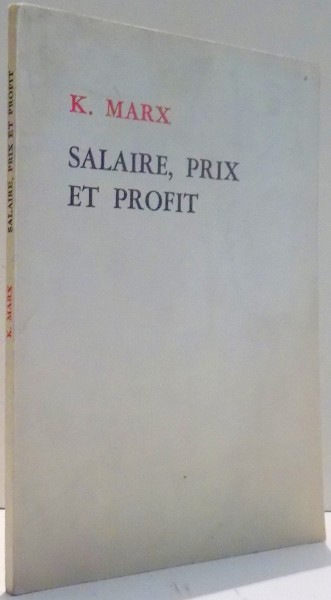 K. MARX
SALAIRE, PRIX
ET PROFIT
K. MARX SALAIRE, PRIX ET PROFIT